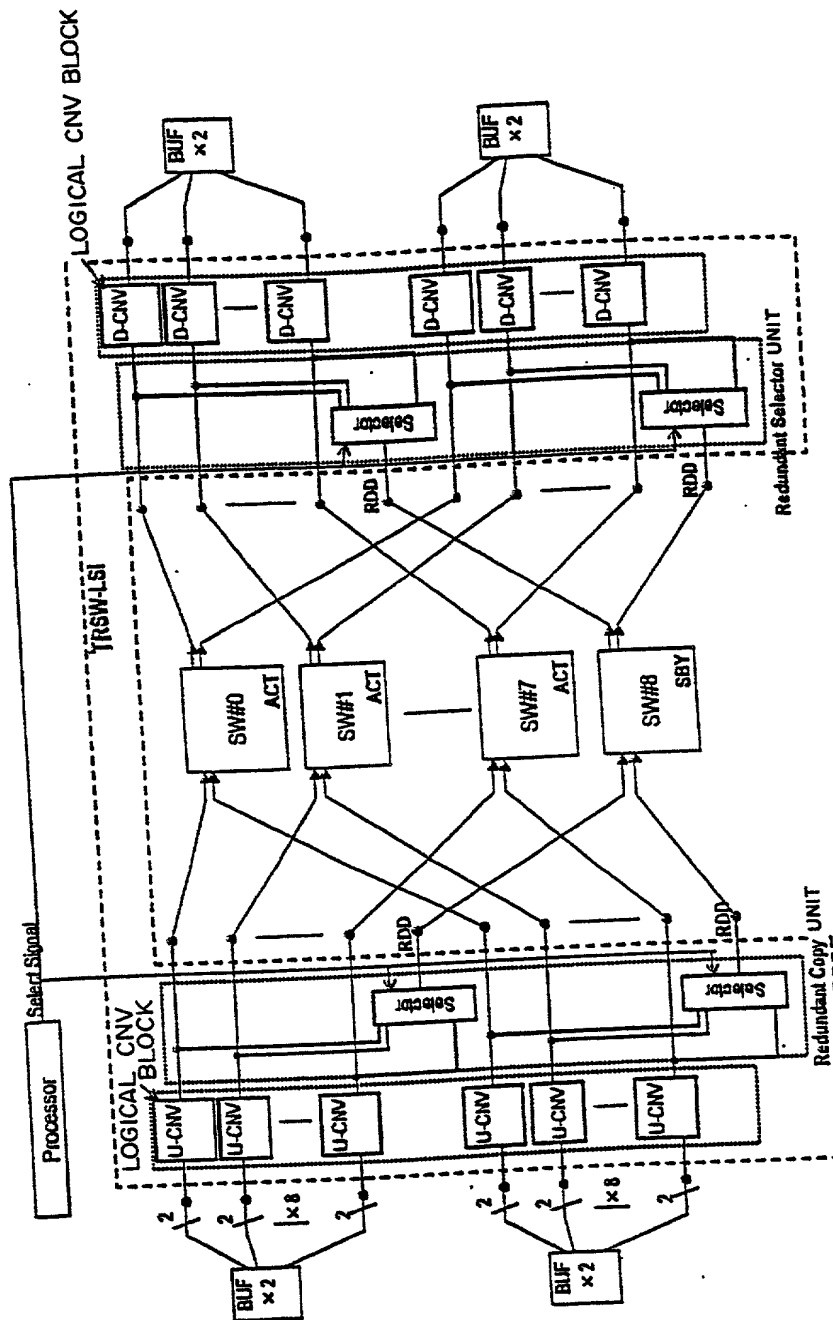 Processor
Select Signal
TRSW-LSI
LOGICAL CNV
BLOCK
LOGICAL CNV BLOCK
BUF
×2
2
2
×8
2
U-CNV
U-CNV
U-CNV
Selector
RDD
SW#0
ACT
SW#1
ACT
SW#7
ACT
SW#8
SBY
RDD
Selector
D-CNV
D-CNV
D-CNV
BUF
×2
BUF
×2
2
2
×8
2
U-CNV
U-CNV
U-CNV
Selector
RDD
Redundant Copy UNIT
RDD
Selector
Redundant Selector UNIT
D-CNV
D-CNV
D-CNV
BUF
×2